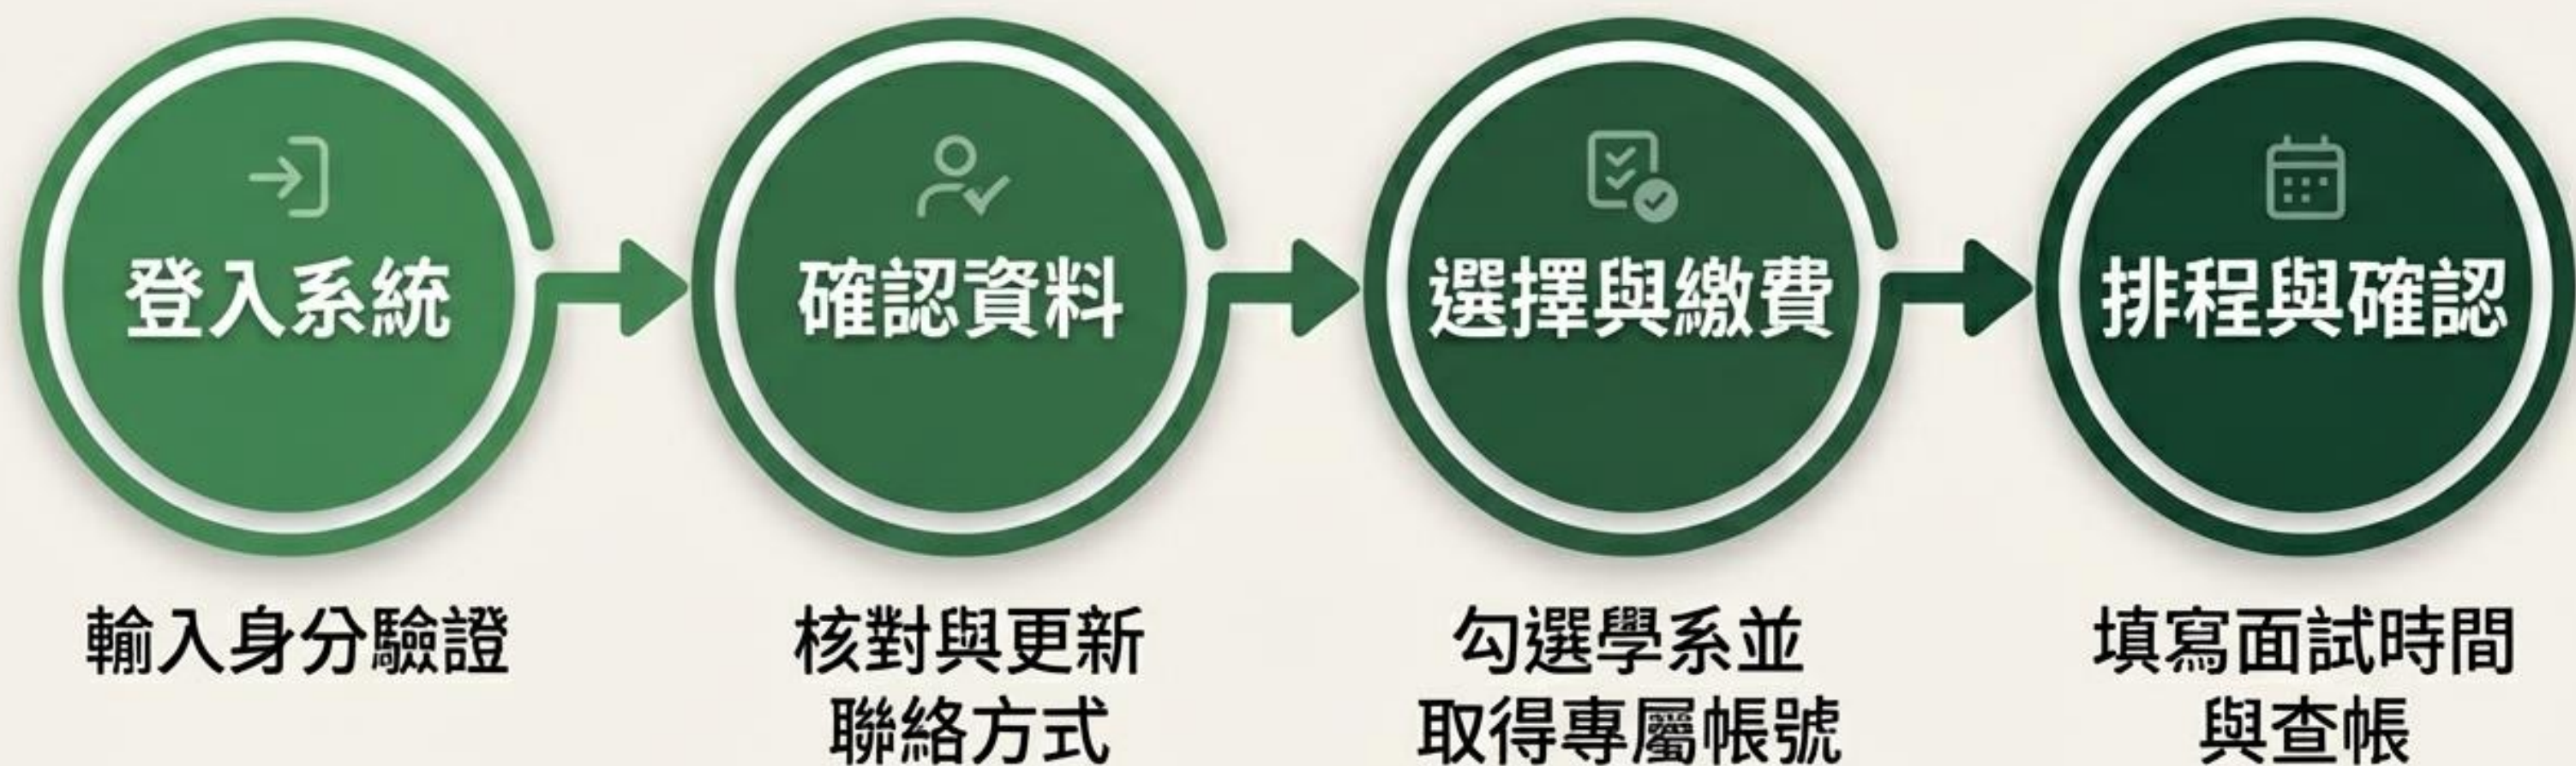 登入系統
輸入身分驗證
確認資料
核對與更新
聯絡方式
選擇與繳費
勾選學系並
取得專屬帳號
排程與確認
填寫面試時間
與查帳